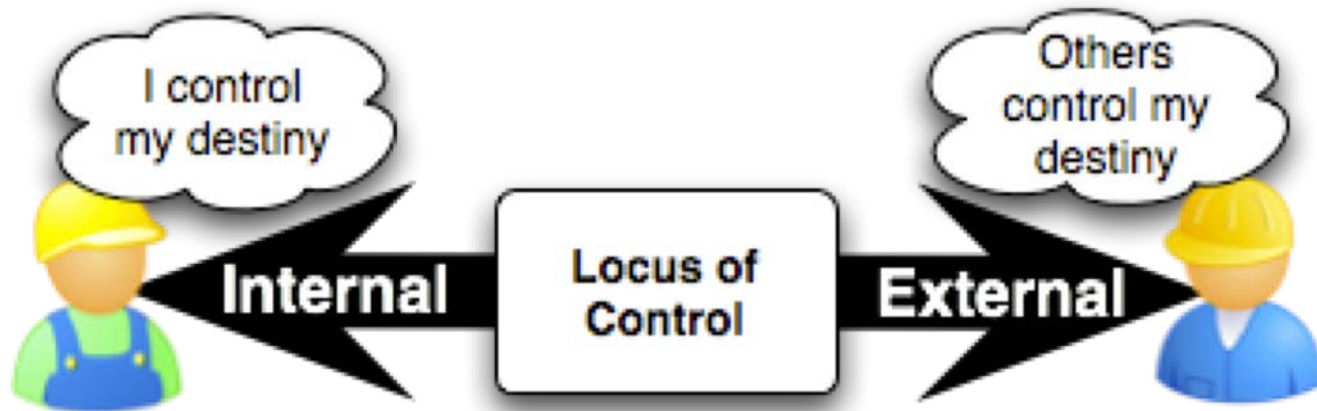 I control
my destiny
Others
control my
destiny
Internal
Locus of
Control
External